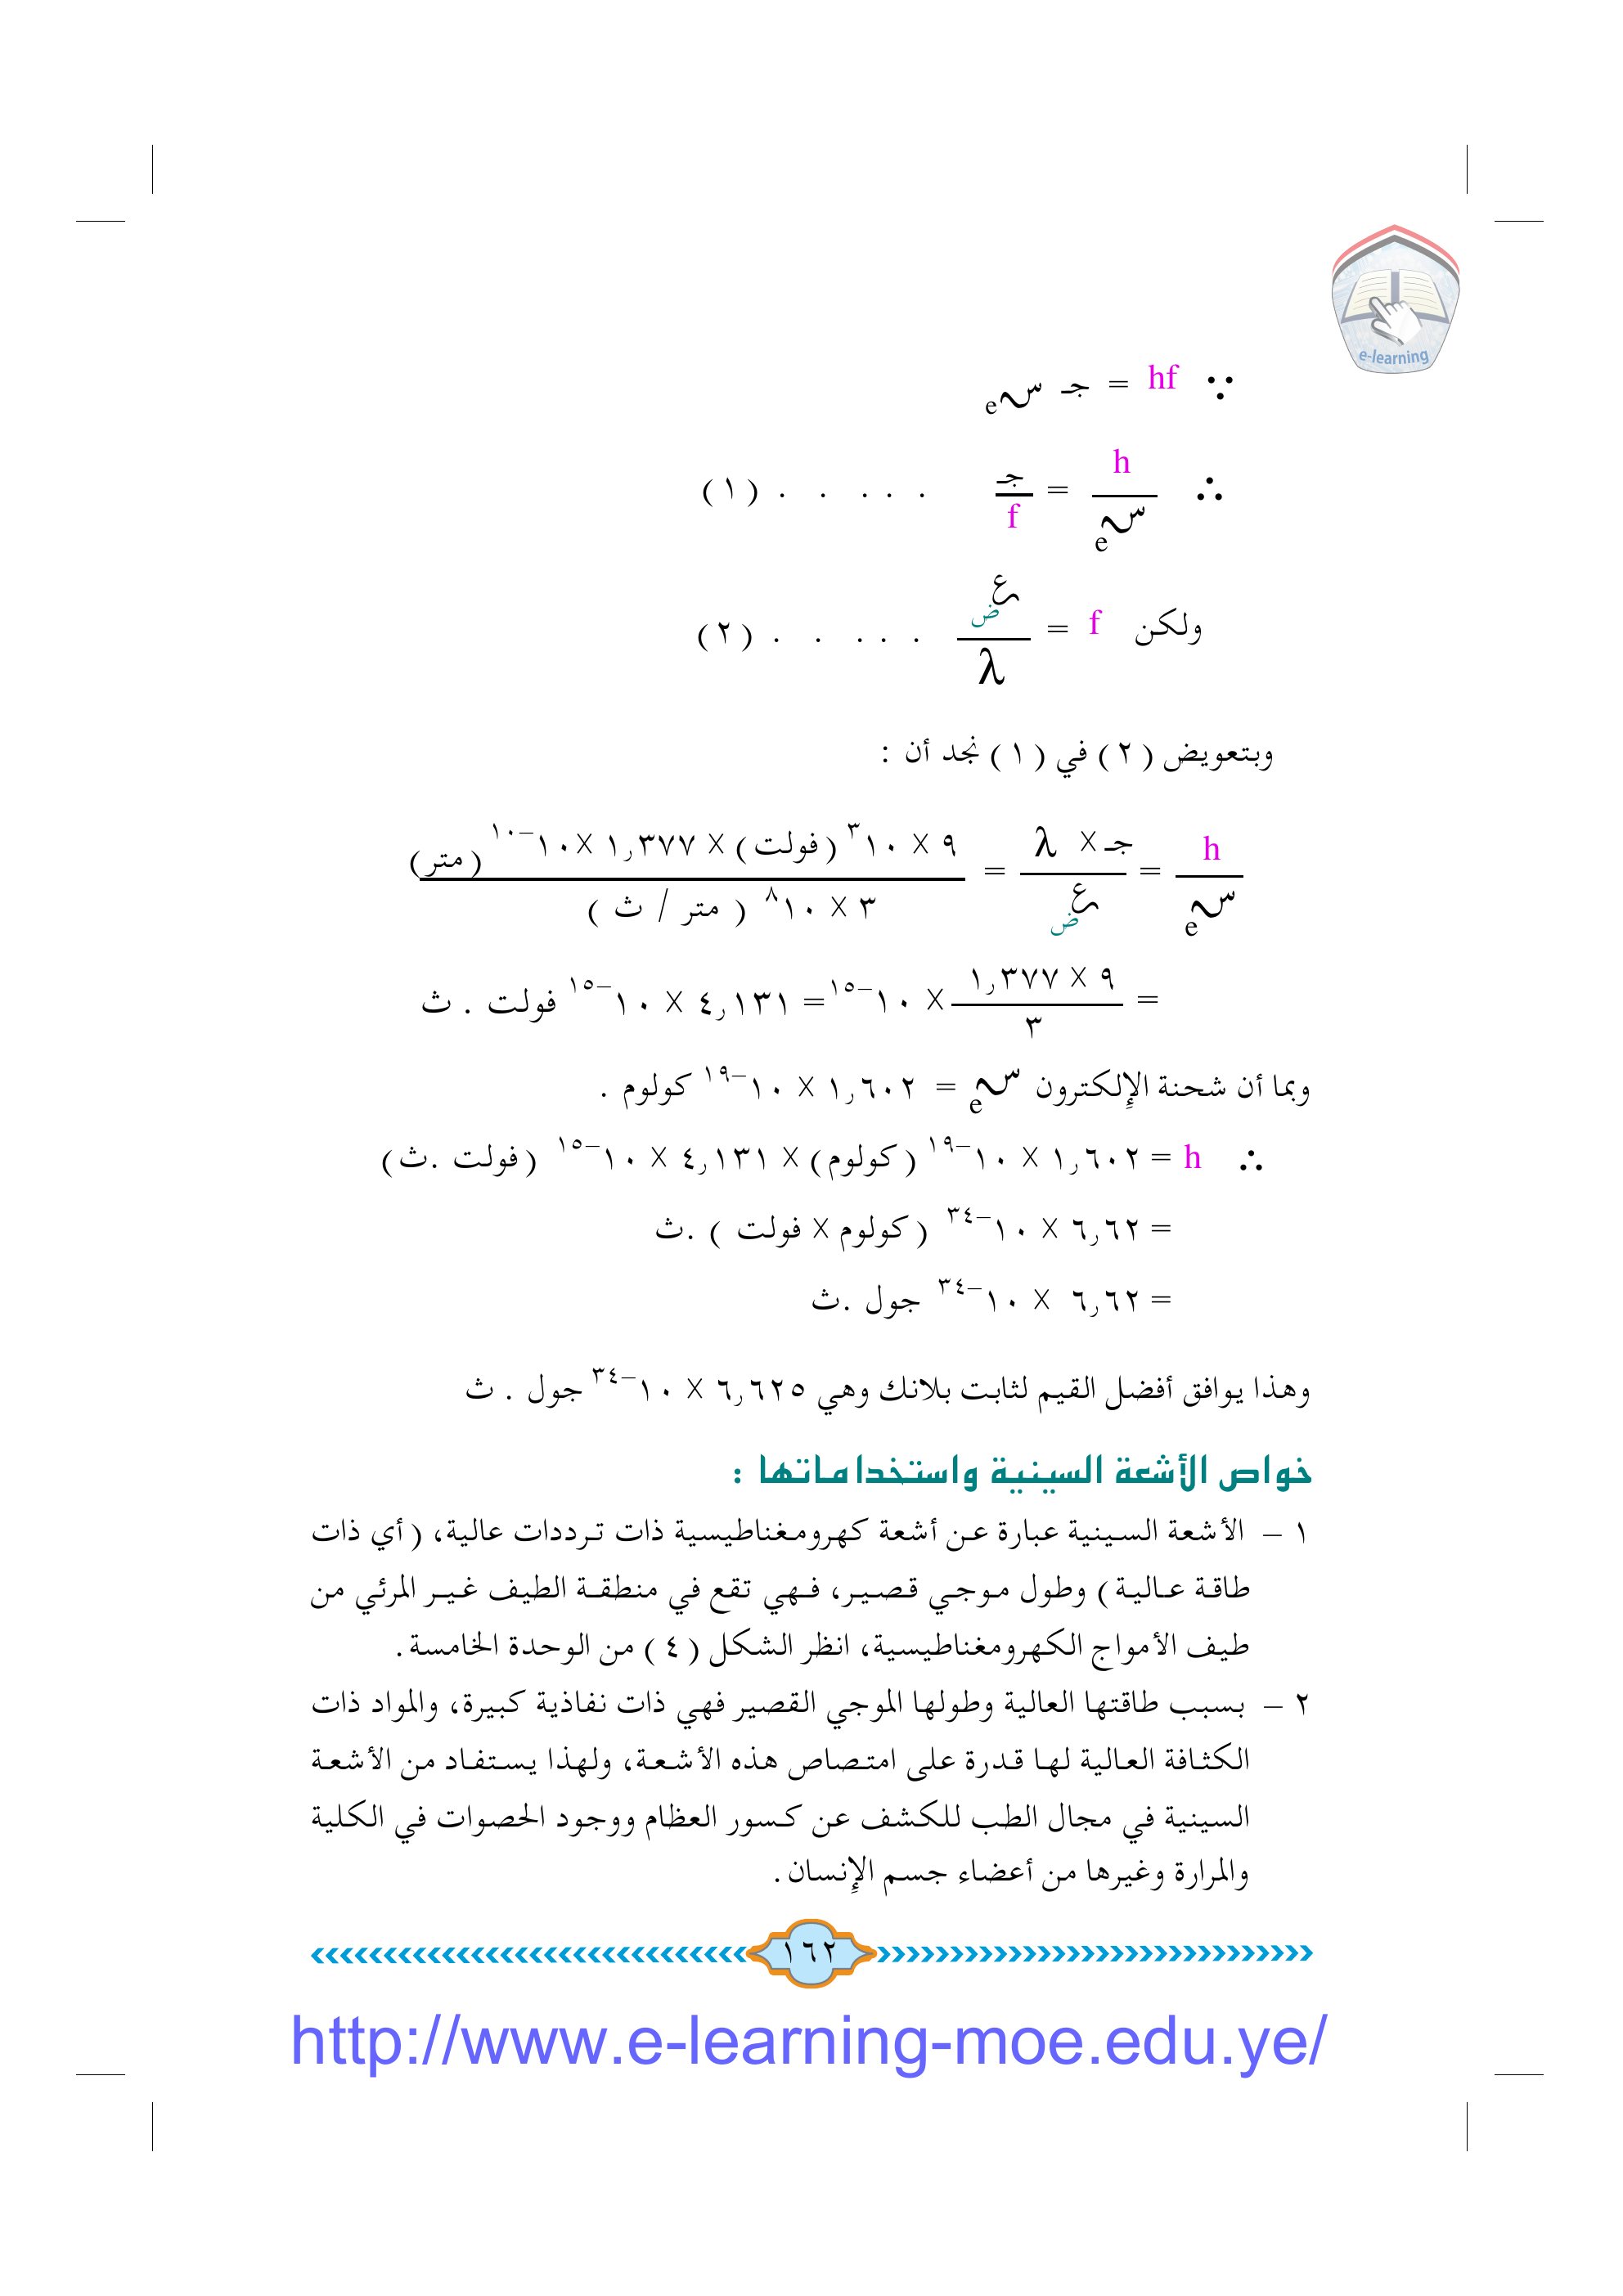 e-learning
∵ hf = جـ سـ e
∴ h / سـ e = جـ / f . . . . . (١)
ولكن f = ع ض / λ . . . . . (٢)
وبتعويض (٢) في (١) نجد أن :
h / سـ e = جـ × λ / ع ض = ٩ × ١٠^٣ (فولت) × ١٫٣٧٧ × ١٠^−١٠ (متر) / ٣ × ١٠^٨ (متر / ث)
= ٩ × ١٫٣٧٧ / ٣ × ١٠^−١٥ = ٤٫١٣١ × ١٠^−١٥ فولت . ث
وبما أن شحنة الإلكترون سـ e = ١٫٦٠٢ × ١٠^−١٩ كولوم .
∴ h = ١٫٦٠٢ × ١٠^−١٩ (كولوم) × ٤٫١٣١ × ١٠^−١٥ (فولت .ث)
= ٦٫٦٢ × ١٠^−٣٤ (كولوم × فولت ) .ث
= ٦٫٦٢ × ١٠^−٣٤ جول .ث
وهذا يوافق أفضل القيم لثابت بلانك وهي ٦٫٦٢٥ × ١٠^−٣٤ جول . ث
خواص الأشعة السينية واستخداماتها :
١ – الأشعة السينية عبارة عن أشعة كهرومغناطيسية ذات ترددات عالية، (أي ذات
طاقة عالية) وطول موجي قصير، فهي تقع في منطقة الطيف غير المرئي من
طيف الأمواج الكهرومغناطيسية، انظر الشكل (٤) من الوحدة الخامسة.
٢ – بسبب طاقتها العالية وطولها الموجي القصير فهي ذات نفاذية كبيرة، والمواد ذات
الكثافة العالية لها قدرة على امتصاص هذه الأشعة، ولهذا يستفاد من الأشعة
السينية في مجال الطب للكشف عن كسور العظام ووجود الحصوات في الكلية
والمرارة وغيرها من أعضاء جسم الإنسان.
١٦٢
http://www.e-learning-moe.edu.ye/